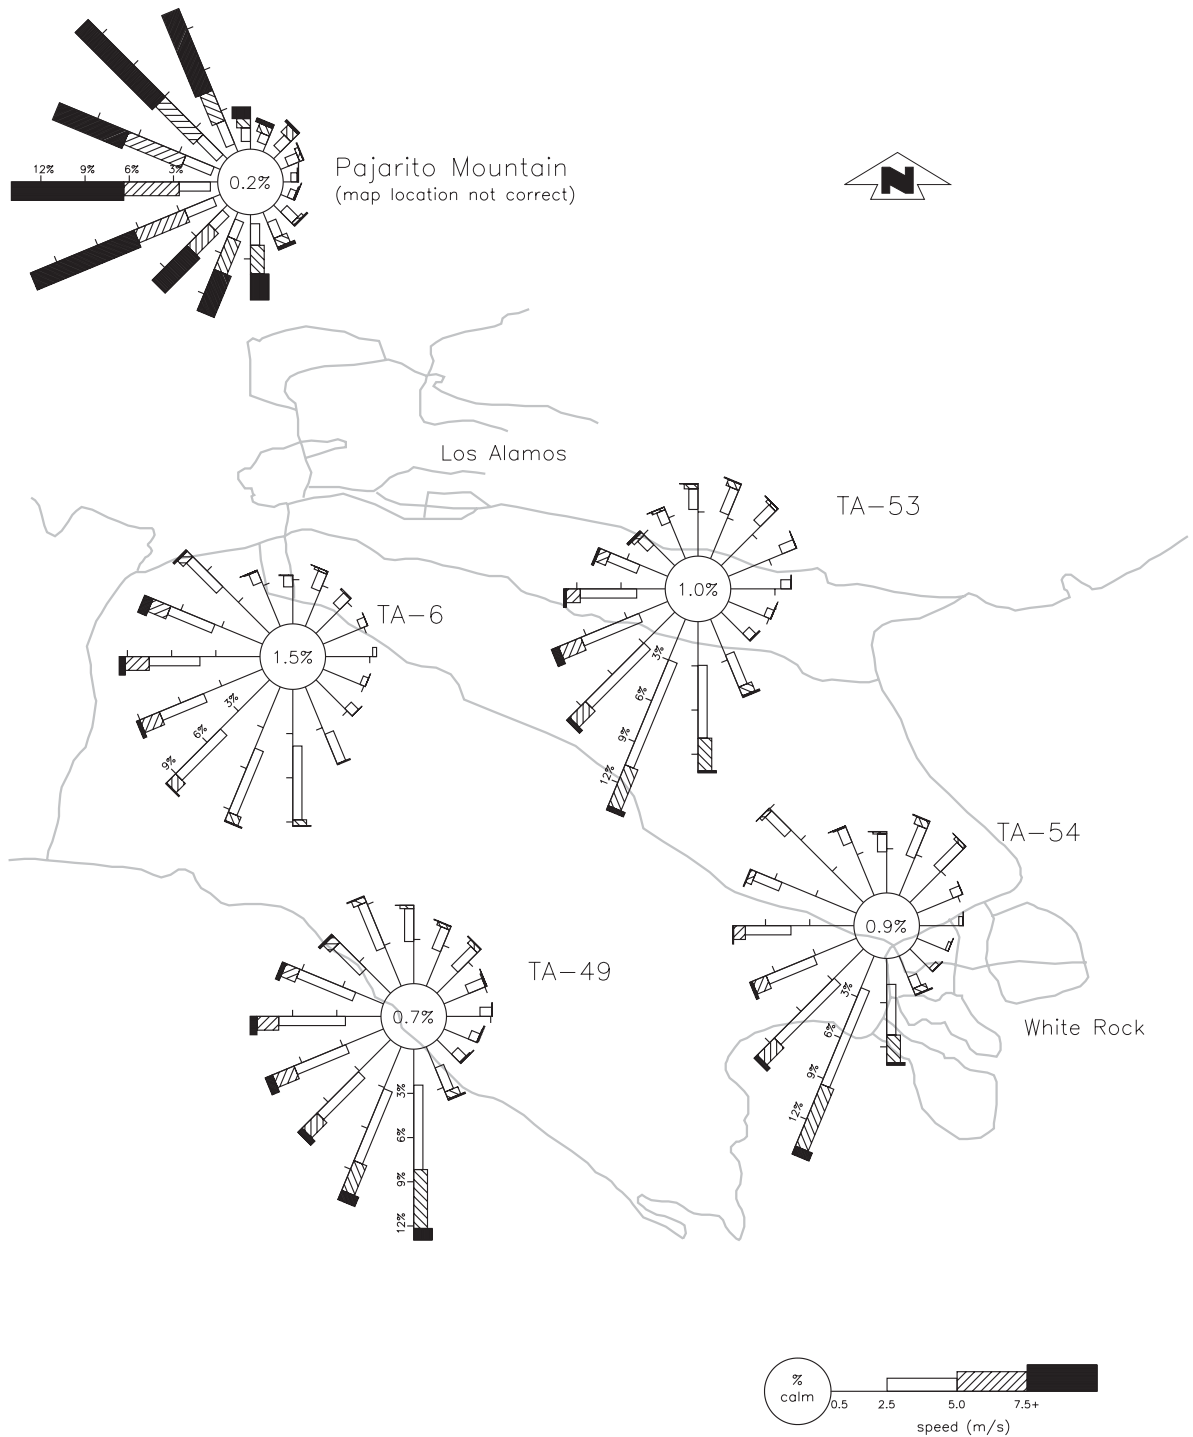 12% 9% 6% 3%
0.2%
Pajarito Mountain
(map location not correct)
N
Los Alamos
TA-53
1.0%
3%
6%
9%
12%
TA-6
1.5%
3%
6%
9%
TA-54
0.9%
3%
6%
9%
12%
TA-49
0.7%
3%
6%
9%
12%
White Rock
%
calm
0.5 2.5 5.0 7.5+
speed (m/s)